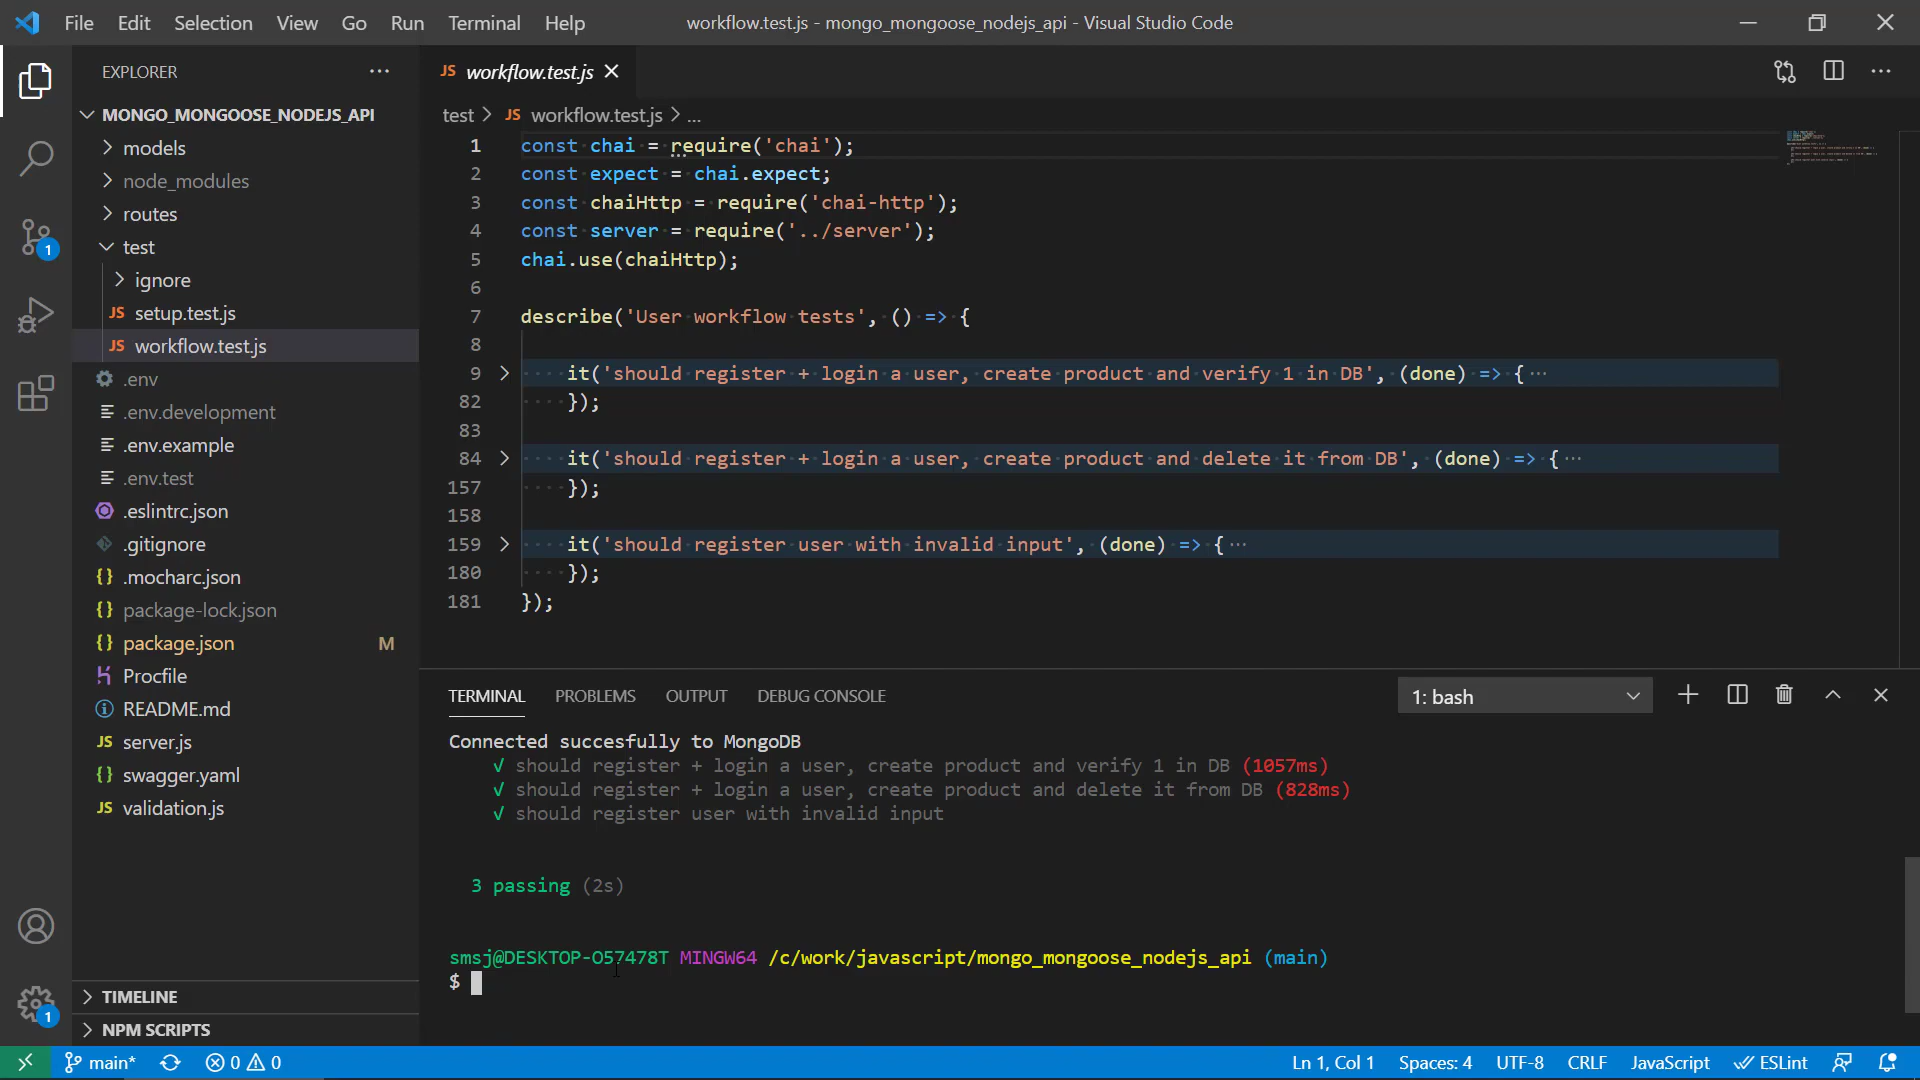 File Edit Selection View Go Run Terminal Help
workflow.test.js - mongo_mongoose_nodejs_api - Visual Studio Code
EXPLORER
MONGO_MONGOOSE_NODEJS_API
models
node_modules
routes
test
ignore
JS setup.test.js
JS workflow.test.js
.env
.env.development
.env.example
.env.test
.eslintrc.json
.gitignore
{} .mocharc.json
{} package-lock.json
{} package.json M
Procfile
README.md
JS server.js
{} swagger.yaml
JS validation.js
TIMELINE
NPM SCRIPTS
1
1
JS workflow.test.js
test > JS workflow.test.js > ...
1 const chai = require('chai');
2 const expect = chai.expect;
3 const chaiHttp = require('chai-http');
4 const server = require('../server');
5 chai.use(chaiHttp);
6
7 describe('User workflow tests', () => {
8
9 it('should register + login a user, create product and verify 1 in DB', (done) => {···
82 });
83
84 it('should register + login a user, create product and delete it from DB', (done) => {···
157 });
158
159 it('should register user with invalid input', (done) => {···
180 });
181 });
TERMINAL PROBLEMS OUTPUT DEBUG CONSOLE
1: bash
Connected succesfully to MongoDB
√ should register + login a user, create product and verify 1 in DB (1057ms)
√ should register + login a user, create product and delete it from DB (828ms)
√ should register user with invalid input
3 passing (2s)
smsj@DESKTOP-O57478T MINGW64 /c/work/javascript/mongo_mongoose_nodejs_api (main)
$
main* 0 0
Ln 1, Col 1 Spaces: 4 UTF-8 CRLF JavaScript ESLint